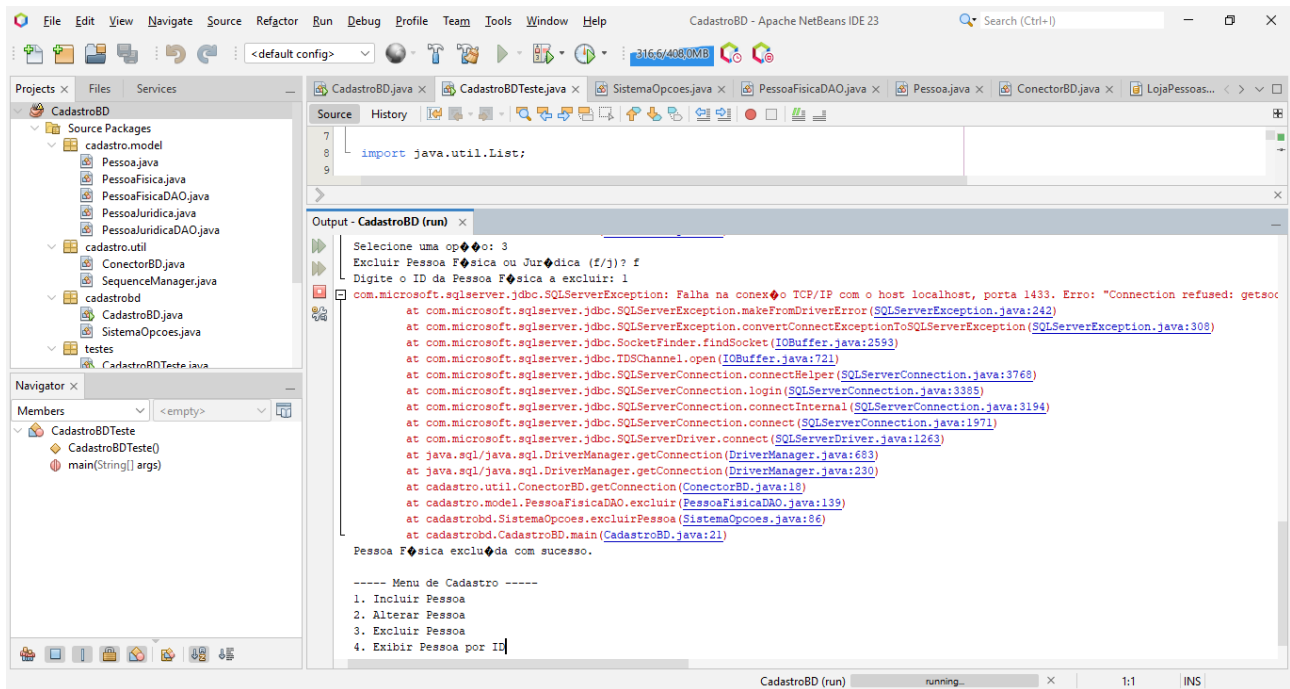 File Edit View Navigate Source Refactor Run Debug Profile Team Tools Window Help CadastroBD - Apache NetBeans IDE 23 Search (Ctrl+I)
<default config> 316,6/408,0MB
Projects Files Services
CadastroBD
Source Packages
cadastro.model
Pessoa.java
PessoaFisica.java
PessoaFisicaDAO.java
PessoaJuridica.java
PessoaJuridicaDAO.java
cadastro.util
ConectorBD.java
SequenceManager.java
cadastrobd
CadastroBD.java
SistemaOpcoes.java
testes
CadastroBDTeste.java
Navigator
Members <empty>
CadastroBDTeste
CadastroBDTeste()
main(String[] args)
CadastroBD.java CadastroBDTeste.java SistemaOpcoes.java PessoaFisicaDAO.java Pessoa.java ConectorBD.java LojaPessoas...
Source History
7
8 import java.util.List;
9
Output - CadastroBD (run)
Selecione uma op��o: 3
Excluir Pessoa F�sica ou Jur�dica (f/j)? f
Digite o ID da Pessoa F�sica a excluir: 1
com.microsoft.sqlserver.jdbc.SQLServerException: Falha na conex�o TCP/IP com o host localhost, porta 1433. Erro: "Connection refused: getsoc
at com.microsoft.sqlserver.jdbc.SQLServerException.makeFromDriverError(SQLServerException.java:242)
at com.microsoft.sqlserver.jdbc.SQLServerException.convertConnectExceptionToSQLServerException(SQLServerException.java:308)
at com.microsoft.sqlserver.jdbc.SocketFinder.findSocket(IOBuffer.java:2593)
at com.microsoft.sqlserver.jdbc.TDSChannel.open(IOBuffer.java:721)
at com.microsoft.sqlserver.jdbc.SQLServerConnection.connectHelper(SQLServerConnection.java:3768)
at com.microsoft.sqlserver.jdbc.SQLServerConnection.login(SQLServerConnection.java:3385)
at com.microsoft.sqlserver.jdbc.SQLServerConnection.connectInternal(SQLServerConnection.java:3194)
at com.microsoft.sqlserver.jdbc.SQLServerConnection.connect(SQLServerConnection.java:1971)
at com.microsoft.sqlserver.jdbc.SQLServerDriver.connect(SQLServerDriver.java:1263)
at java.sql/java.sql.DriverManager.getConnection(DriverManager.java:683)
at java.sql/java.sql.DriverManager.getConnection(DriverManager.java:230)
at cadastro.util.ConectorBD.getConnection(ConectorBD.java:18)
at cadastro.model.PessoaFisicaDAO.excluir(PessoaFisicaDAO.java:139)
at cadastrobd.SistemaOpcoes.excluirPessoa(SistemaOpcoes.java:86)
at cadastrobd.CadastroBD.main(CadastroBD.java:21)
Pessoa F�sica exclu�da com sucesso.
----- Menu de Cadastro -----
1. Incluir Pessoa
2. Alterar Pessoa
3. Excluir Pessoa
4. Exibir Pessoa por ID
CadastroBD (run) running... 1:1 INS